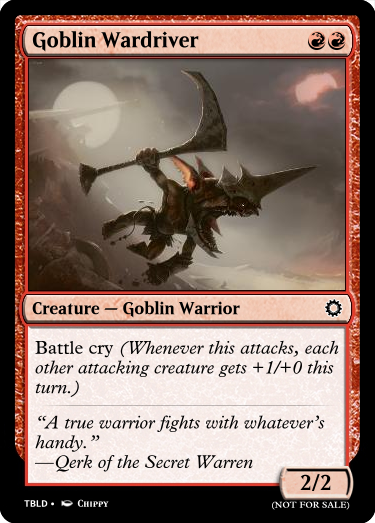 Goblin Wardriver
Creature — Goblin Warrior
Battle cry (Whenever this attacks, each
other attacking creature gets +1/+0 this
turn.)
“A true warrior fights with whatever’s
handy.”
—Qerk of the Secret Warren
2/2
TBLD • Chippy
(NOT FOR SALE)